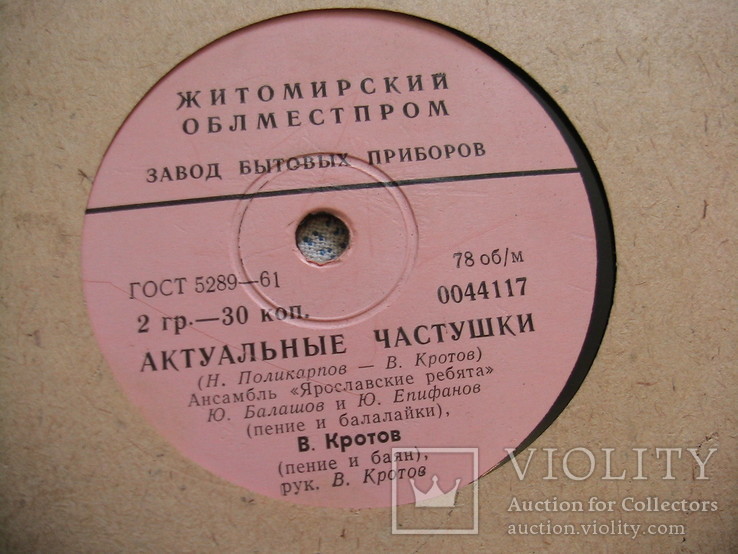 ЖИТОМИРСКИЙ
ОБЛМЕСТПРОМ
ЗАВОД БЫТОВЫХ ПРИБОРОВ
ГОСТ 5289—61
78 об/м
2 гр.—30 коп.
0044117
АКТУАЛЬНЫЕ ЧАСТУШКИ
(Н. Поликарпов — В. Кротов)
Ансамбль «Ярославские ребята»
Ю. Балашов и Ю. Епифанов
(пение и балалайки),
В. Кротов
(пение и баян),
рук. В. Кротов
VIOLITY
Auction for Collectors
auction.violity.com